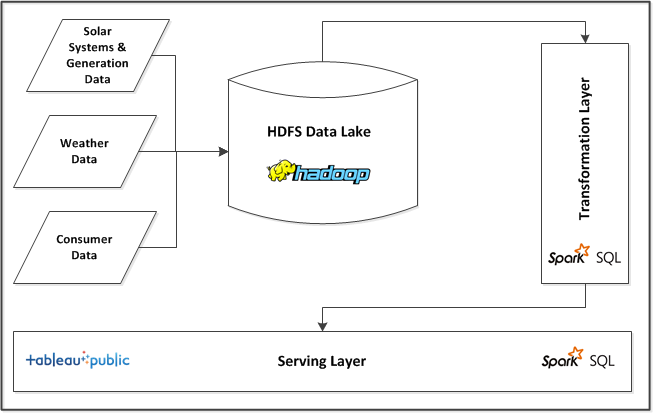 Solar
Systems &
Generation
Data
Weather
Data
Consumer
Data
HDFS Data Lake
hadoop
Transformation Layer
Spark SQL
tableau public
Serving Layer
Spark SQL